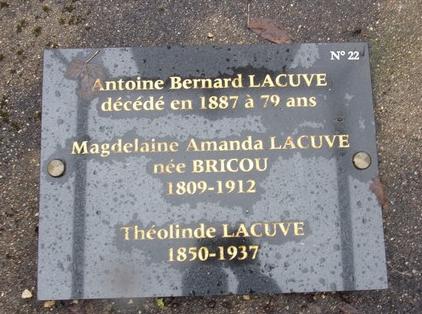 N° 22
Antoine Bernard LACUVE
décédé en 1887 à 79 ans
Magdelaine Amanda LACUVE
née BRICOU
1809-1912
Théolinde LACUVE
1850-1937